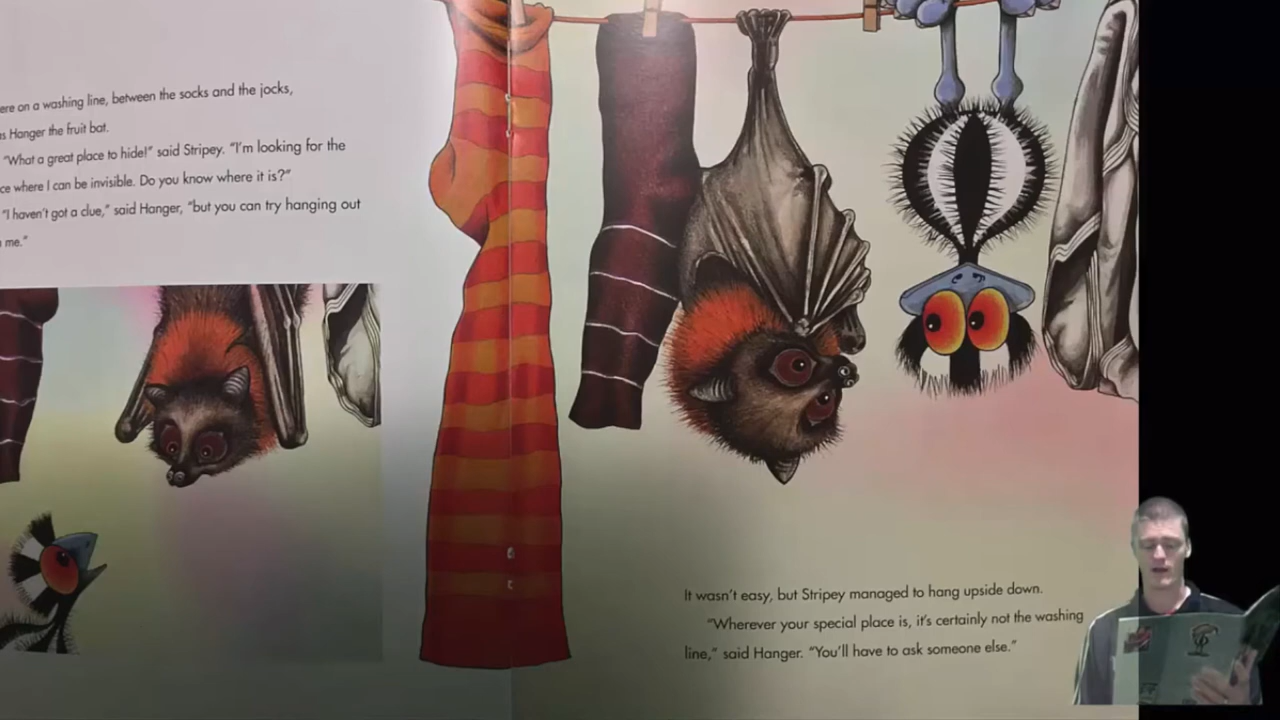 ere on a washing line, between the socks and the jocks,
s Hanger the fruit bat.
"What a great place to hide!" said Stripey. "I'm looking for the
ce where I can be invisible. Do you know where it is?"
"I haven't got a clue," said Hanger, "but you can try hanging out
me."
It wasn't easy, but Stripey managed to hang upside down.
"Wherever your special place is, it's certainly not the washing
line," said Hanger. "You'll have to ask someone else."